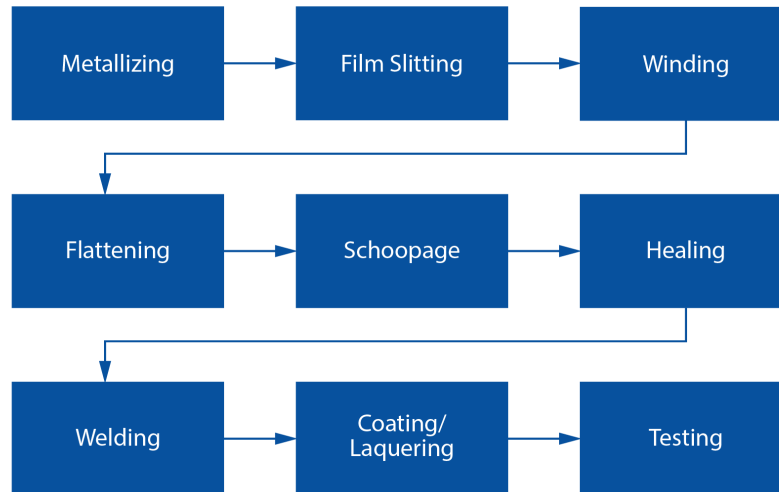 Metallizing
Film Slitting
Winding
Flattening
Schoopage
Healing
Welding
Coating/
Laquering
Testing